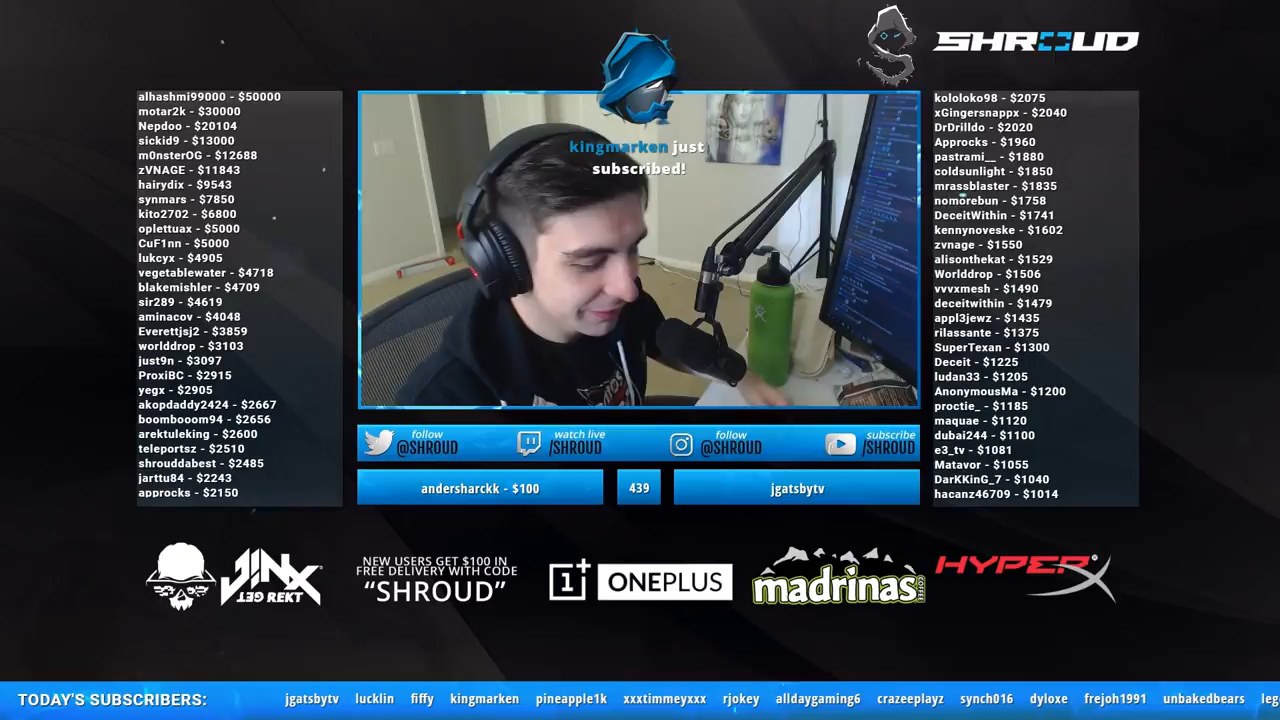 SHROUD
alhashmi99000 - $50000
motar2k - $30000
Nepdoo - $20104
sickid9 - $13000
m0nsterOG - $12688
zVNAGE - $11843
hairydix - $9543
synmars - $7850
kito2702 - $6800
oplettuax - $5000
CuF1nn - $5000
lukcyx - $4905
vegetablewater - $4718
blakemishler - $4709
sir289 - $4619
aminacov - $4048
Everettjsj2 - $3859
worlddrop - $3103
just9n - $3097
ProxiBC - $2915
yegx - $2905
akopdaddy2424 - $2667
boombooom94 - $2656
arektuleking - $2600
teleportsz - $2510
shrouddabest - $2485
jarttu84 - $2243
approcks - $2150
kingmarken just
subscribed!
kololoko98 - $2075
xGingersnappx - $2040
DrDrilldo - $2020
Approcks - $1960
pastrami__ - $1880
coldsunlight - $1850
mrassblaster - $1835
nomorebun - $1758
DeceitWithin - $1741
kennynoveske - $1602
zvnage - $1550
alisonthekat - $1529
Worlddrop - $1506
vvvxmesh - $1490
deceitwithin - $1479
appl3jewz - $1435
rilassante - $1375
SuperTexan - $1300
Deceit - $1225
ludan33 - $1205
AnonymousMa - $1200
proctie_ - $1185
maquae - $1120
dubai244 - $1100
e3_tv - $1081
Matavor - $1055
DarKKinG_7 - $1040
hacanz46709 - $1014
follow
@SHROUD
watch live
/SHROUD
follow
@SHROUD
subscribe
/SHROUD
andersharckk - $100
439
jgatsbytv
JINX
GET REKT
NEW USERS GET $100 IN
FREE DELIVERY WITH CODE
“SHROUD”
1+ ONEPLUS
madrinas COFFEE
HYPERX
TODAY'S SUBSCRIBERS: jgatsbytv lucklin fiffy kingmarken pineapple1k xxxtimmeyxxx rjokey alldaygaming6 crazeeplayz synch016 dyloxe frejoh1991 unbakedbears leg